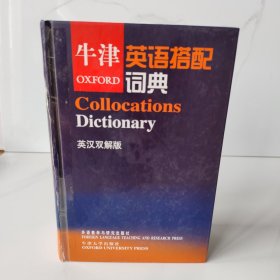 牛津 英语搭配
OXFORD 词典
Collocations
Dictionary
英汉双解版
外语教学与研究出版社
FOREIGN LANGUAGE TEACHING AND RESEARCH PRESS
牛津大学出版社
OXFORD UNIVERSITY PRESS